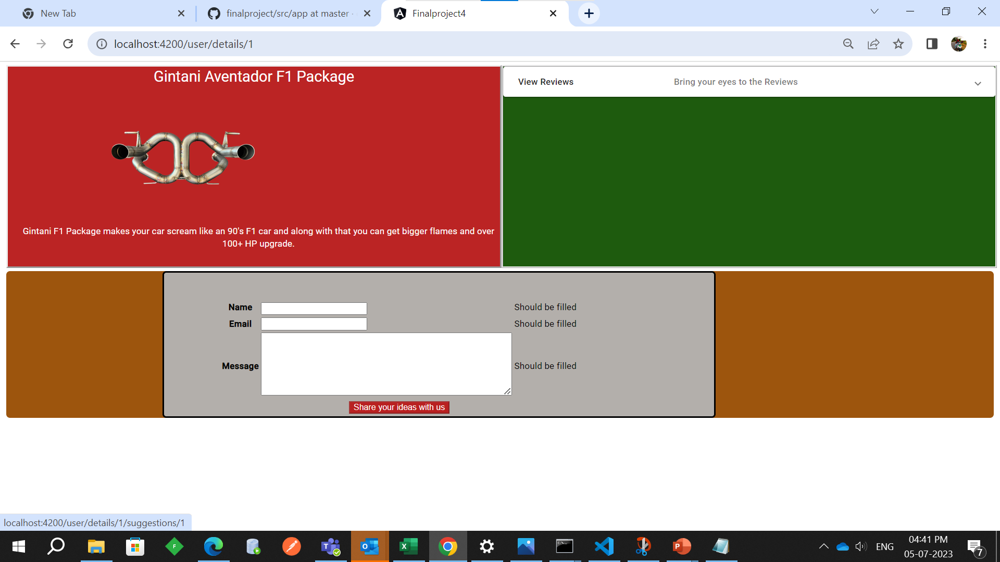 New Tab
finalproject/src/app at master ·
Finalproject4
localhost:4200/user/details/1
Gintani Aventador F1 Package
View Reviews
Bring your eyes to the Reviews
Gintani F1 Package makes your car scream like an 90's F1 car and along with that you can get bigger flames and over
100+ HP upgrade.
Name
Should be filled
Email
Should be filled
Message
Should be filled
Share your ideas with us
localhost:4200/user/details/1/suggestions/1
ENG
04:41 PM
05-07-2023
7